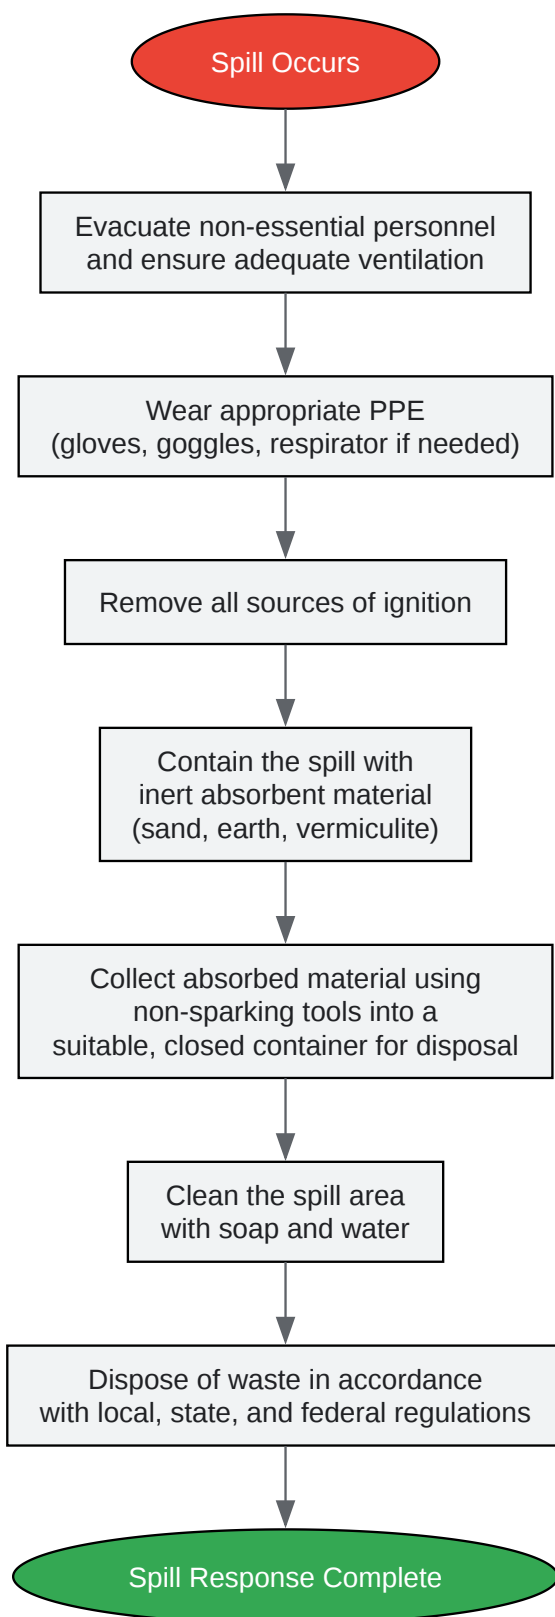 Spill Occurs
Evacuate non-essential personnel
and ensure adequate ventilation
Wear appropriate PPE
(gloves, goggles, respirator if needed)
Remove all sources of ignition
Contain the spill with
inert absorbent material
(sand, earth, vermiculite)
Collect absorbed material using
non-sparking tools into a
suitable, closed container for disposal
Clean the spill area
with soap and water
Dispose of waste in accordance
with local, state, and federal regulations
Spill Response Complete